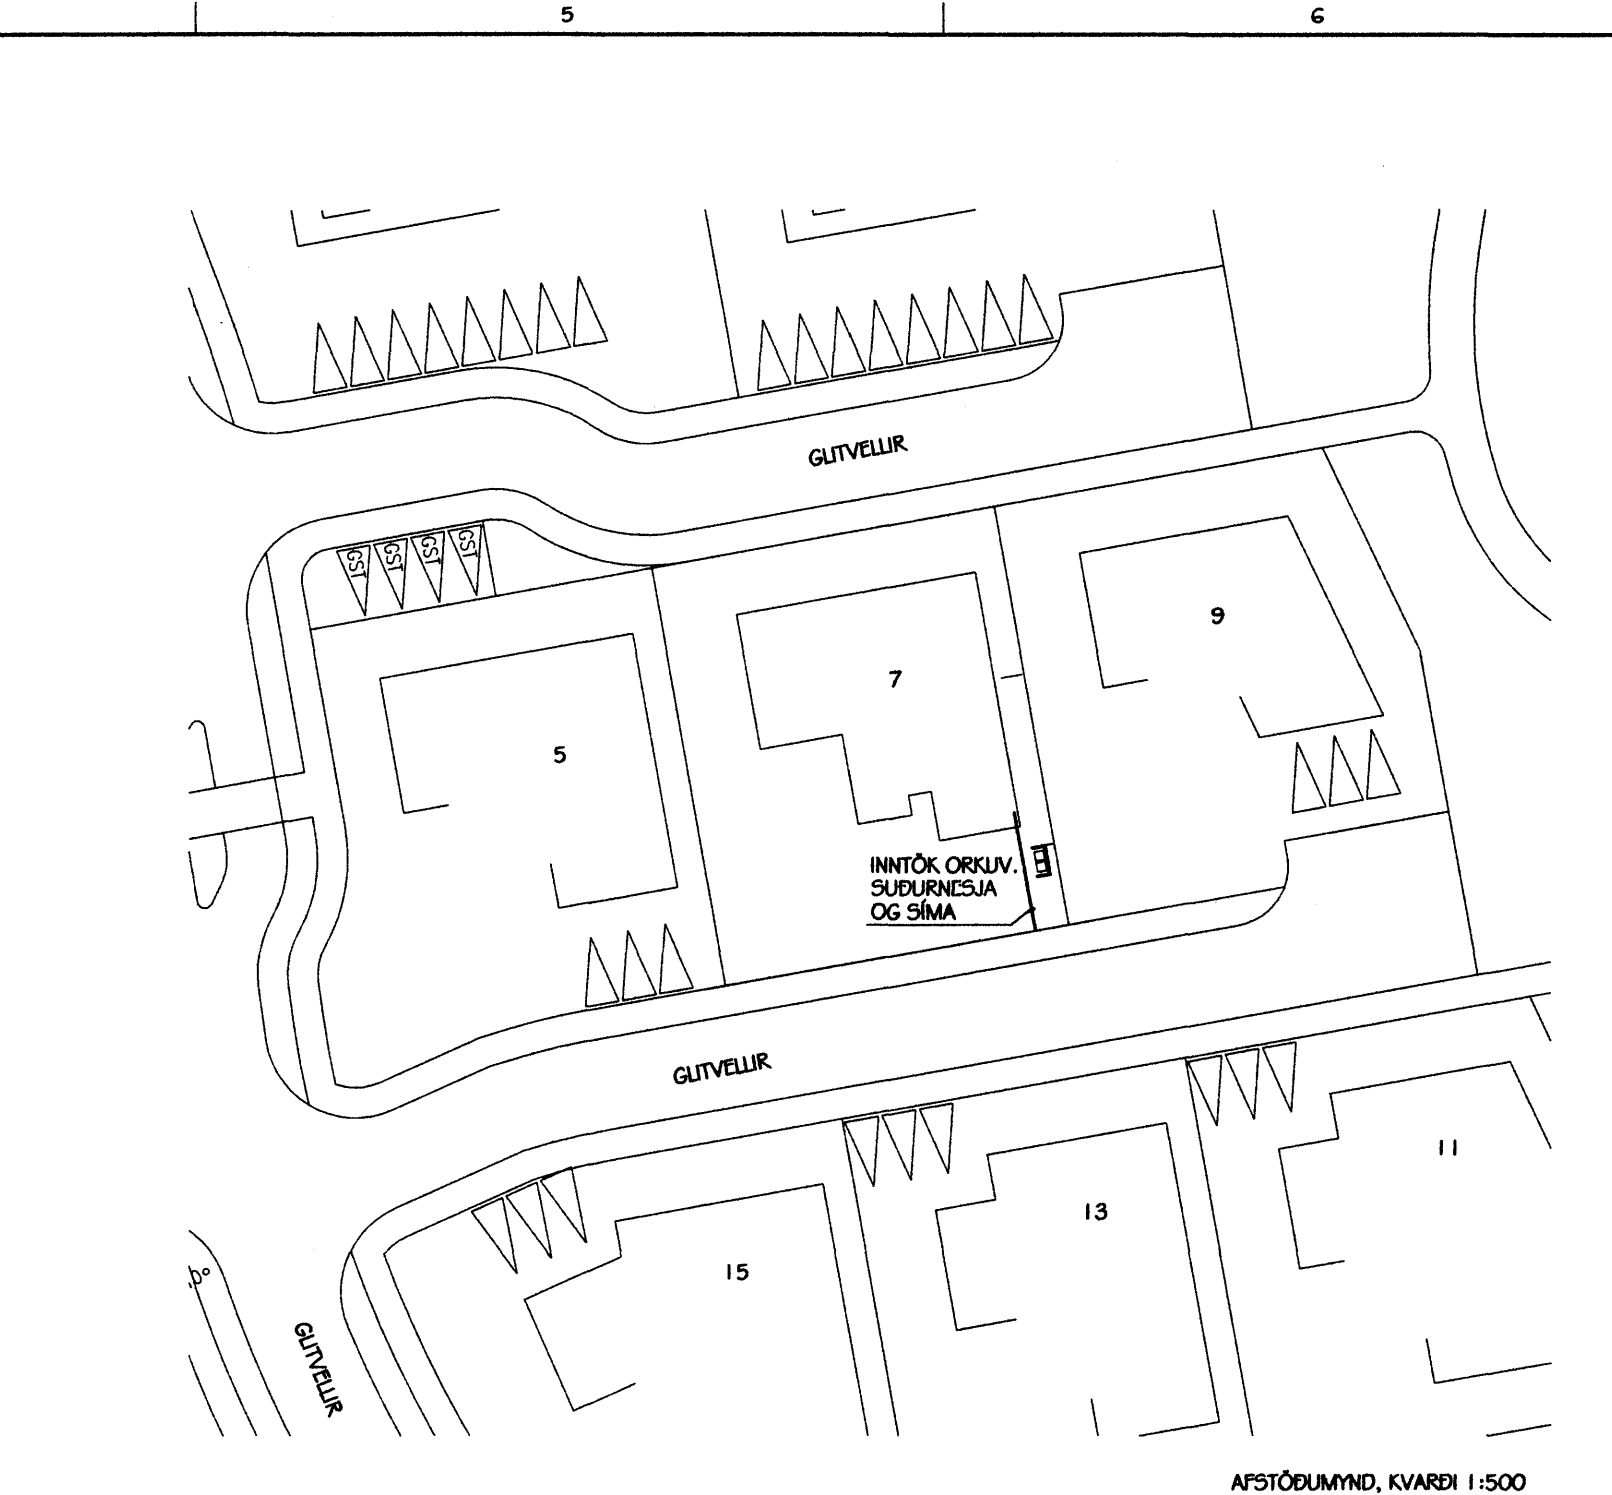 5
6
GLITVELLIR
GST
GST
GST
GST
9
7
5
INNTÖK ORKUV.
SUÐURNESJA
OG SÍMA
GLITVELLIR
11
13
15
GLITVELLIR
AFSTÖÐUMYND, KVARÐI 1:500